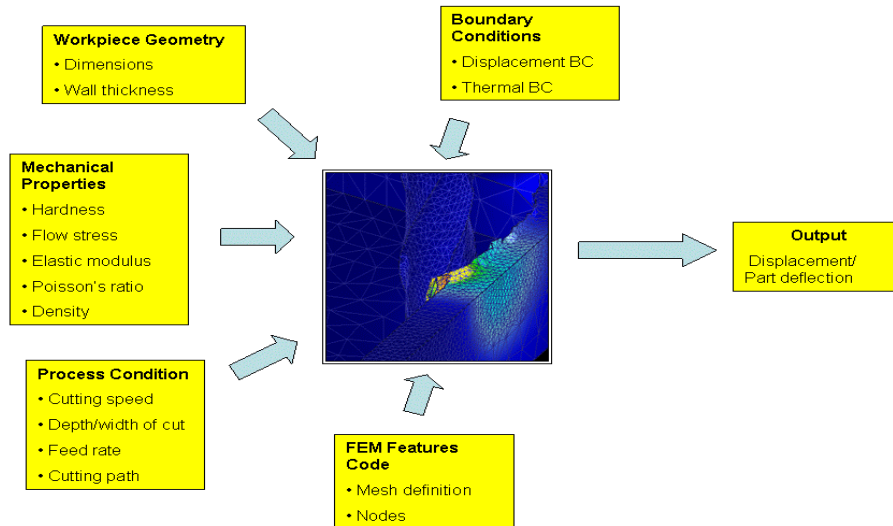 Workpiece Geometry
• Dimensions
• Wall thickness
Boundary
Conditions
• Displacement BC
• Thermal BC
Mechanical
Properties
• Hardness
• Flow stress
• Elastic modulus
• Poisson's ratio
• Density
Output
Displacement/
Part deflection
Process Condition
• Cutting speed
• Depth/width of cut
• Feed rate
• Cutting path
FEM Features
Code
• Mesh definition
• Nodes